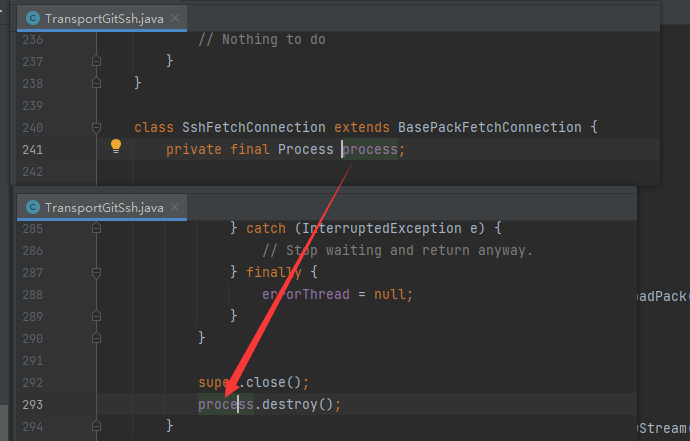 TransportGitSsh.java
236 // Nothing to do
237 }
238 }
239
240 class SshFetchConnection extends BasePackFetchConnection {
241 private final Process process;
242
TransportGitSsh.java
285 } catch (InterruptedException e) {
286 // Stop waiting and return anyway.
287 } finally {
288 errorThread = null;
289 }
290 }
291
292 super.close();
293 process.destroy();
294 }